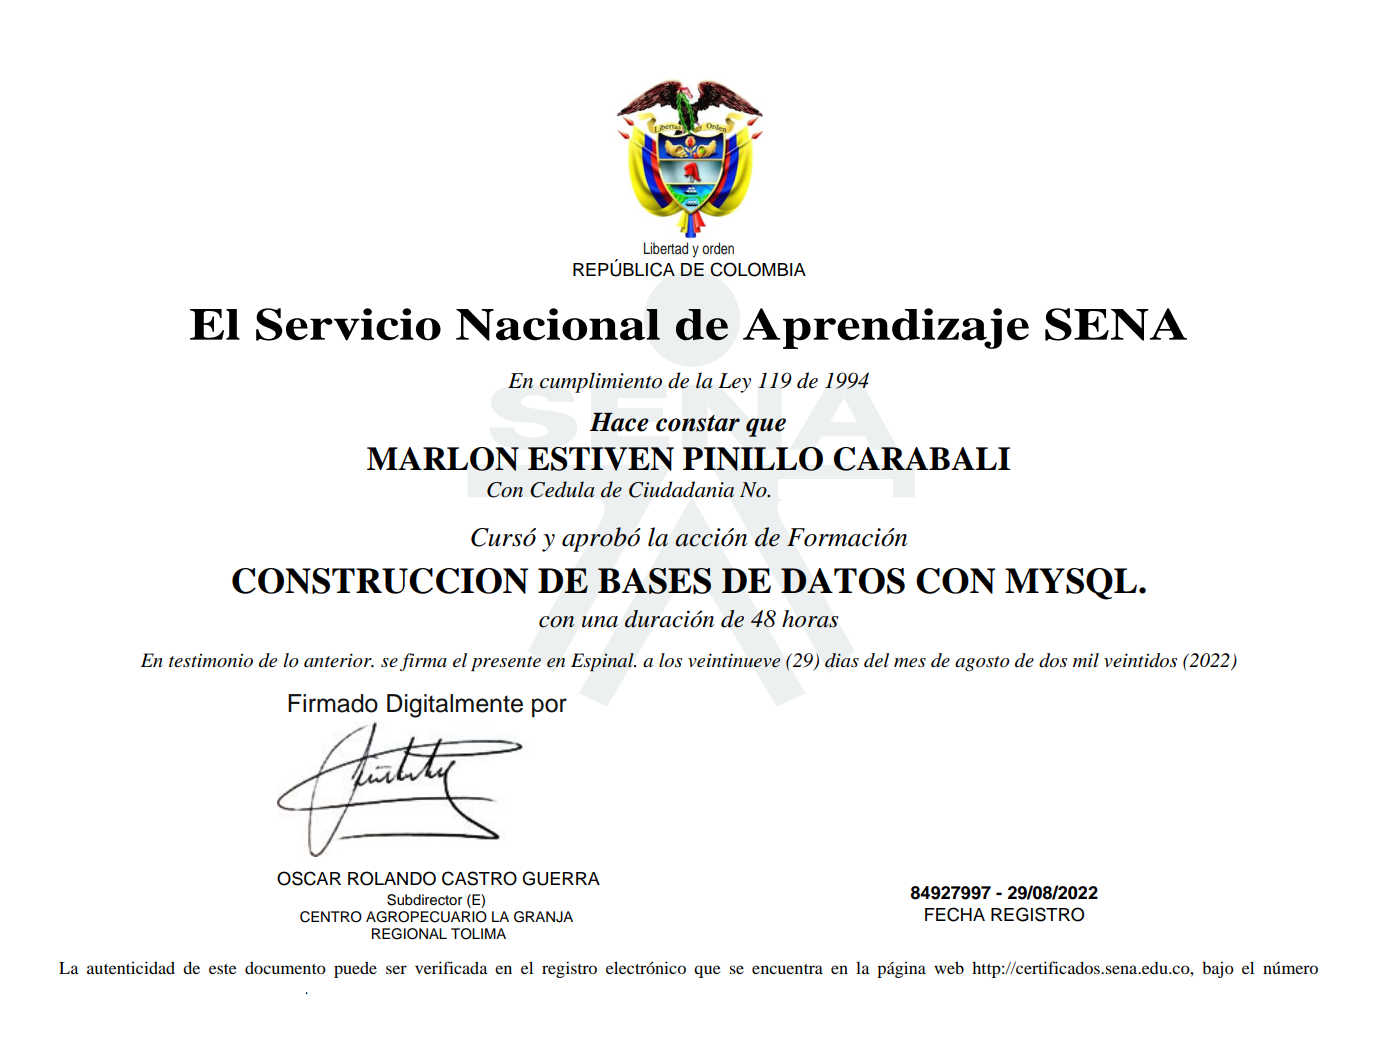 Libertad y Orden
Libertad y orden
REPÚBLICA DE COLOMBIA
El Servicio Nacional de Aprendizaje SENA
En cumplimiento de la Ley 119 de 1994
SENA
Hace constar que
MARLON ESTIVEN PINILLO CARABALI
Con Cedula de Ciudadania No.
Cursó y aprobó la acción de Formación
CONSTRUCCION DE BASES DE DATOS CON MYSQL.
con una duración de 48 horas
En testimonio de lo anterior. se firma el presente en Espinal. a los veintinueve (29) dias del mes de agosto de dos mil veintidos (2022)
Firmado Digitalmente por
OSCAR ROLANDO CASTRO GUERRA
Subdirector (E)
CENTRO AGROPECUARIO LA GRANJA
REGIONAL TOLIMA
84927997 - 29/08/2022
FECHA REGISTRO
La autenticidad de este documento puede ser verificada en el registro electrónico que se encuentra en la página web http://certificados.sena.edu.co, bajo el número
.